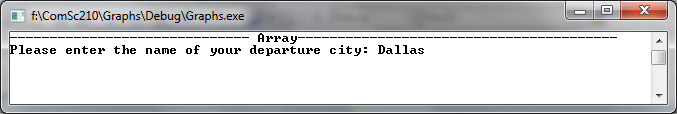 f:\ComSc210\Graphs\Debug\Graphs.exe
------------------------------ Array----------------------------------------
Please enter the name of your departure city: Dallas